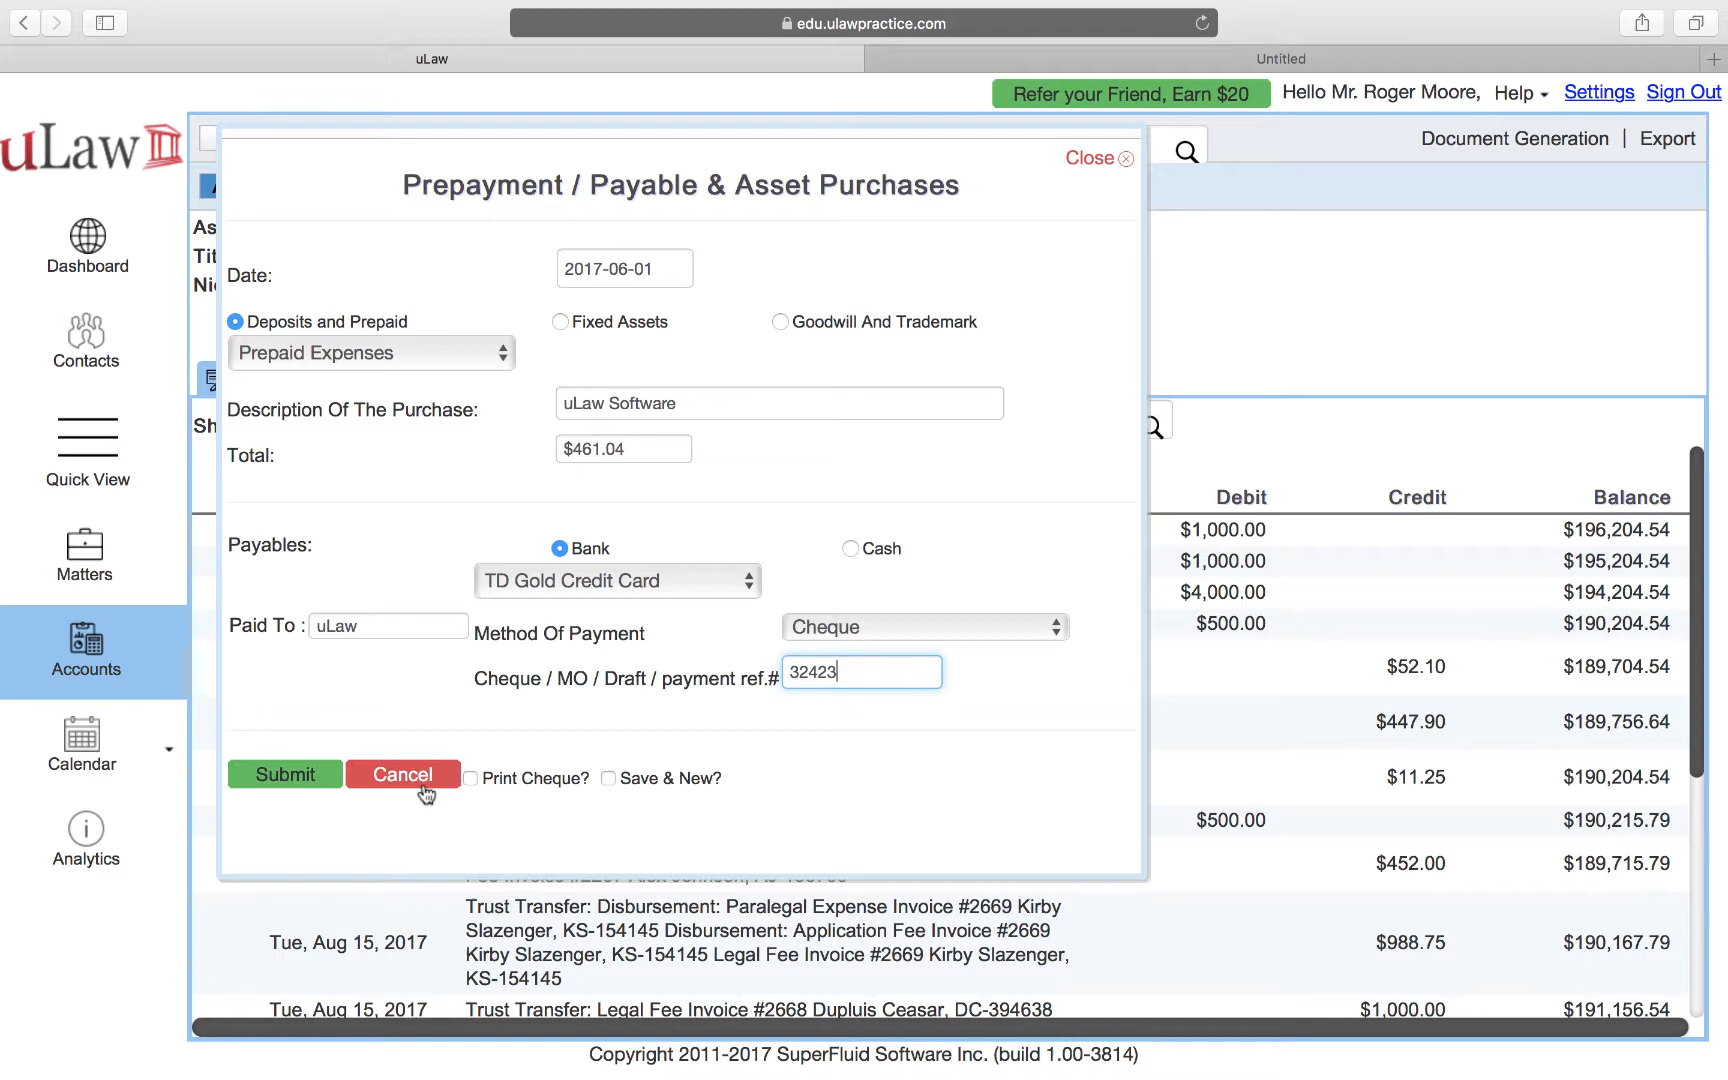 edu.ulawpractice.com
uLaw
Untitled
Refer your Friend, Earn $20
Hello Mr. Roger Moore,
Help
Settings
Sign Out
uLaw
Document Generation | Export
Close
Prepayment / Payable & Asset Purchases
As
Tit
Ni
Dashboard
Date:
2017-06-01
Deposits and Prepaid
Fixed Assets
Goodwill And Trademark
Prepaid Expenses
Contacts
Description Of The Purchase:
uLaw Software
Sh
Total:
$461.04
Quick View
Debit
Credit
Balance
$1,000.00
$196,204.54
Payables:
Bank
Cash
$1,000.00
$195,204.54
TD Gold Credit Card
Matters
$4,000.00
$194,204.54
Paid To :
uLaw
Method Of Payment
Cheque
$500.00
$190,204.54
Accounts
Cheque / MO / Draft / payment ref.#
32423
$52.10
$189,704.54
$447.90
$189,756.64
Calendar
Submit
Cancel
Print Cheque?
Save & New?
$11.25
$190,204.54
$500.00
$190,215.79
Analytics
$452.00
$189,715.79
Tue, Aug 15, 2017
Trust Transfer: Disbursement: Paralegal Expense Invoice #2669 Kirby
Slazenger, KS-154145 Disbursement: Application Fee Invoice #2669
Kirby Slazenger, KS-154145 Legal Fee Invoice #2669 Kirby Slazenger,
KS-154145
$988.75
$190,167.79
Tue, Aug 15, 2017
Trust Transfer: Legal Fee Invoice #2668 Dupluis Ceasar, DC-394638
$1,000.00
$191,156.54
Copyright 2011-2017 SuperFluid Software Inc. (build 1.00-3814)